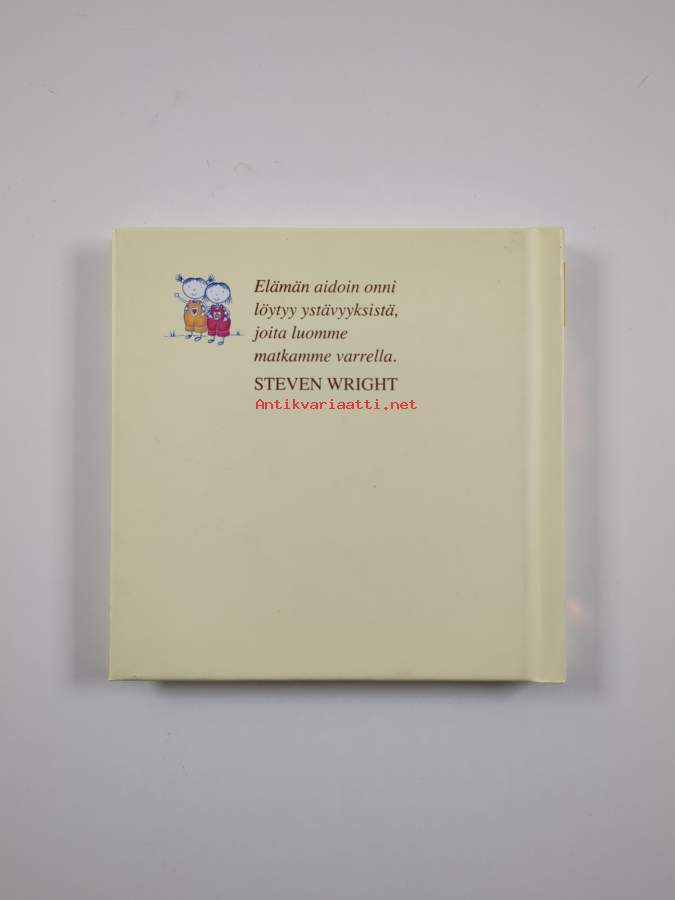 Elämän aidoin onni
löytyy ystävyyksistä,
joita luomme
matkamme varrella.
STEVEN WRIGHT
Antikvariaatti.net